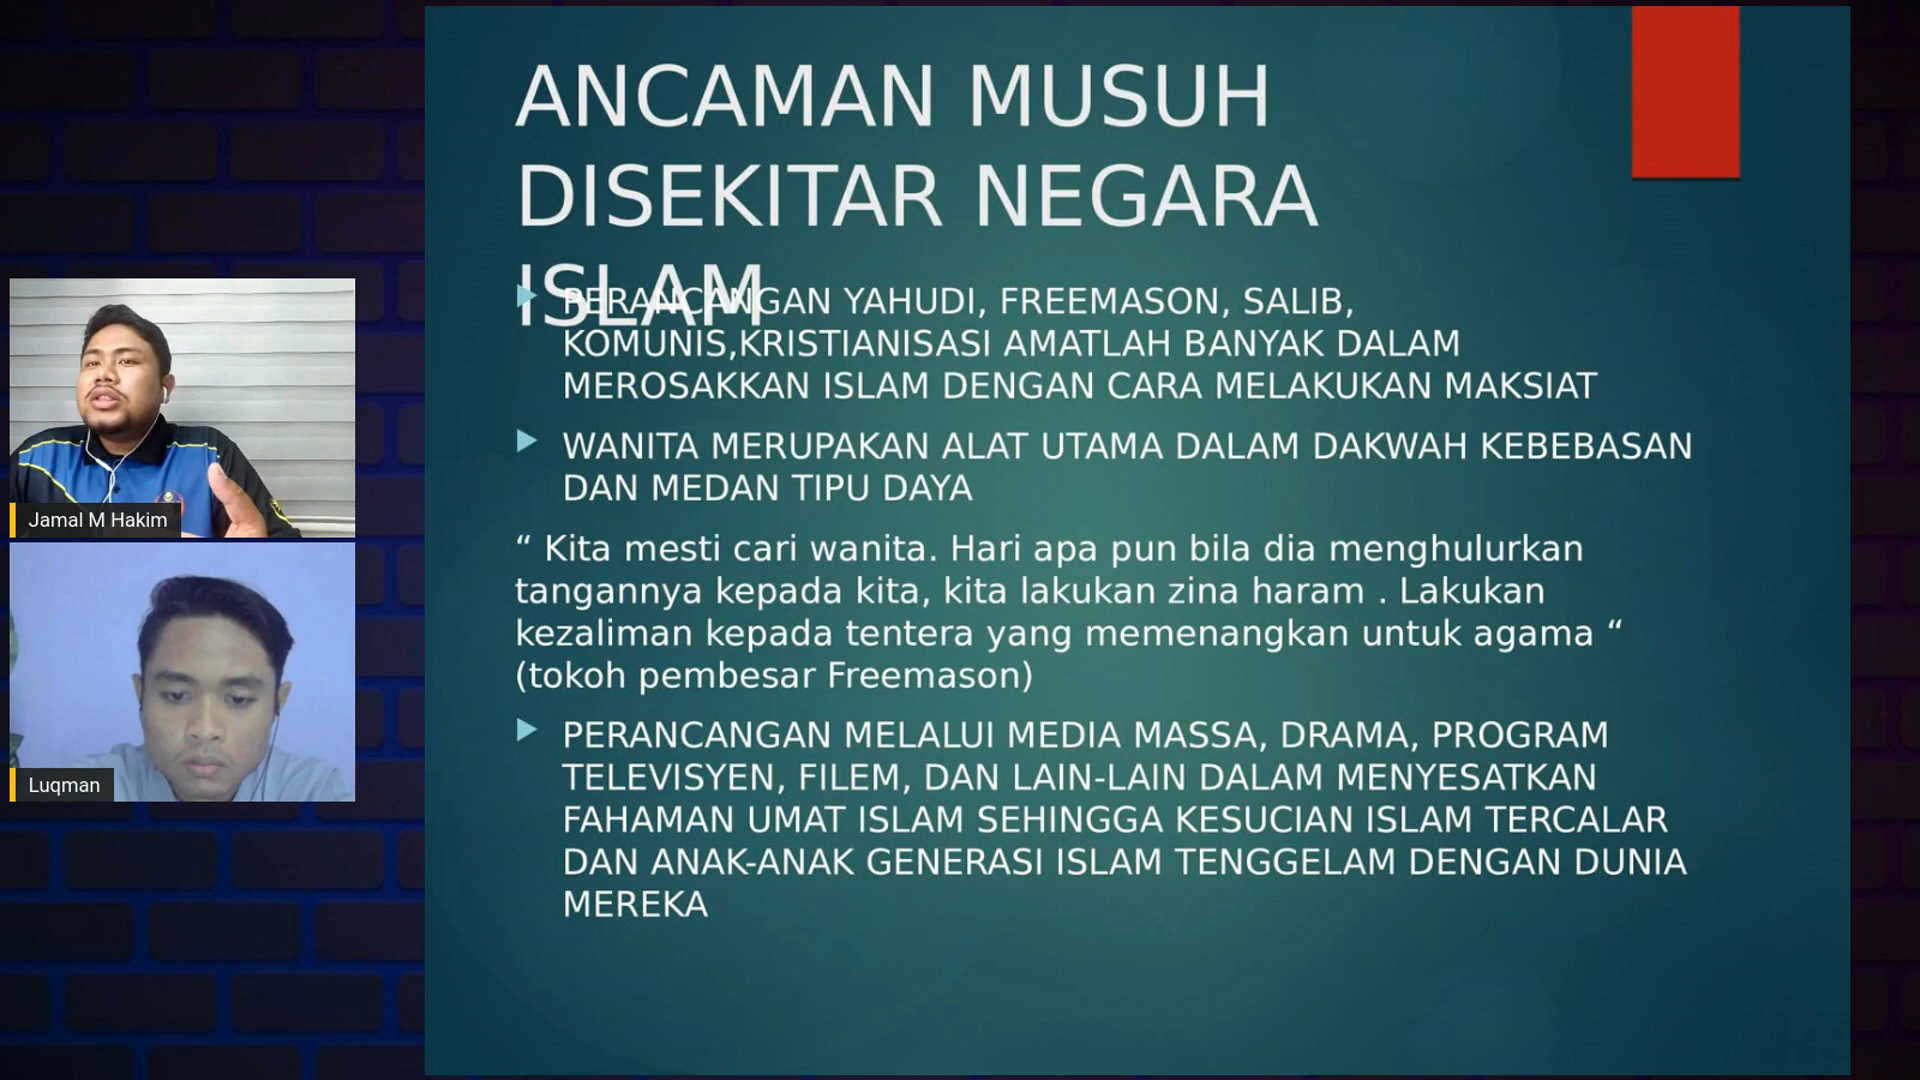 ANCAMAN MUSUH
DISEKITAR NEGARA
ISLAM
PERANCANGAN YAHUDI, FREEMASON, SALIB,
KOMUNIS,KRISTIANISASI AMATLAH BANYAK DALAM
MEROSAKKAN ISLAM DENGAN CARA MELAKUKAN MAKSIAT
WANITA MERUPAKAN ALAT UTAMA DALAM DAKWAH KEBEBASAN
DAN MEDAN TIPU DAYA
“ Kita mesti cari wanita. Hari apa pun bila dia menghulurkan
tangannya kepada kita, kita lakukan zina haram . Lakukan
kezaliman kepada tentera yang memenangkan untuk agama “
(tokoh pembesar Freemason)
PERANCANGAN MELALUI MEDIA MASSA, DRAMA, PROGRAM
TELEVISYEN, FILEM, DAN LAIN-LAIN DALAM MENYESATKAN
FAHAMAN UMAT ISLAM SEHINGGA KESUCIAN ISLAM TERCALAR
DAN ANAK-ANAK GENERASI ISLAM TENGGELAM DENGAN DUNIA
MEREKA
Jamal M Hakim
Luqman